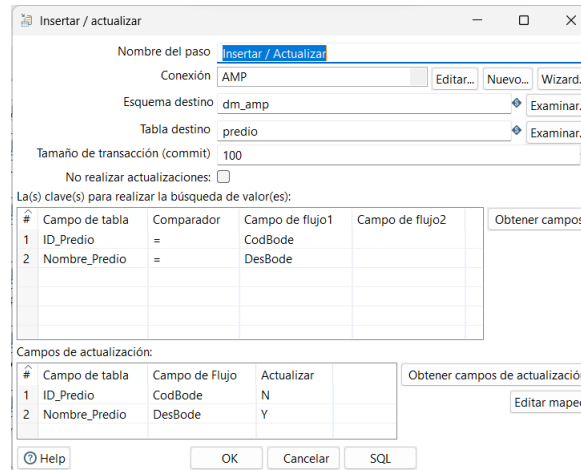 Insertar / actualizar
Nombre del paso Insertar / Actualizar
Conexión AMP Editar... Nuevo... Wizard.
Esquema destino dm_amp Examinar.
Tabla destino predio Examinar.
Tamaño de transacción (commit) 100
No realizar actualizaciones:
La(s) clave(s) para realizar la búsqueda de valor(es):
# Campo de tabla Comparador Campo de flujo1 Campo de flujo2 Obtener campos
1 ID_Predio = CodBode
2 Nombre_Predio = DesBode
Campos de actualización:
# Campo de tabla Campo de Flujo Actualizar Obtener campos de actualización
1 ID_Predio CodBode N Editar mapeo
2 Nombre_Predio DesBode Y
Help OK Cancelar SQL